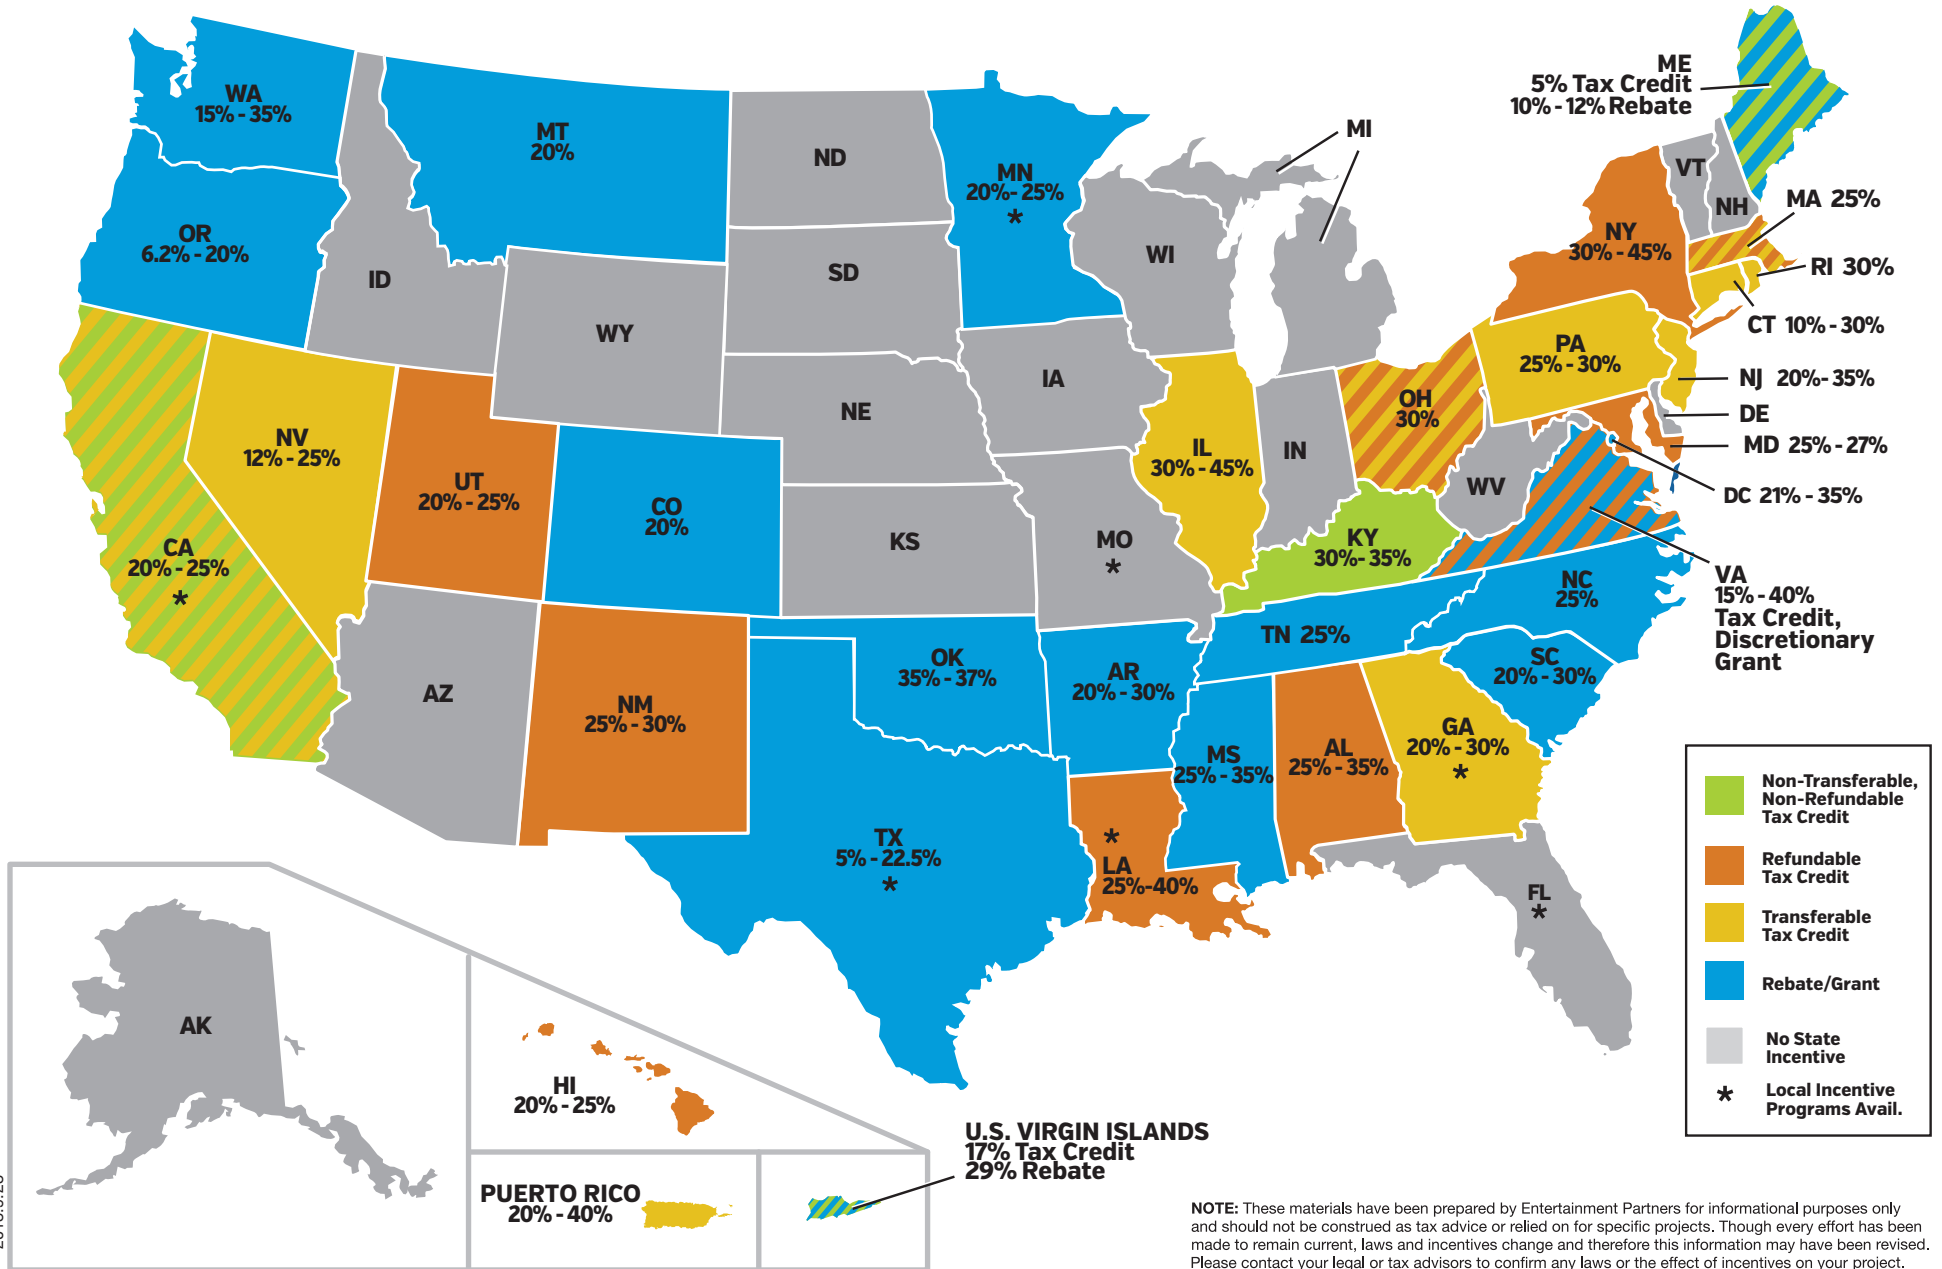 WA
15% - 35%
MT
20%
ND
MN
20% - 25%
*
MI
ME
5% Tax Credit
10% - 12% Rebate
VT
NH
MA 25%
OR
6.2% - 20%
ID
WY
SD
WI
NY
30% - 45%
RI 30%
CT 10% - 30%
PA
25% - 30%
NJ 20% - 35%
DE
MD 25% - 27%
DC 21% - 35%
NV
12% - 25%
UT
20% - 25%
CO
20%
NE
IA
IL
30% - 45%
IN
OH
30%
WV
CA
20% - 25%
*
KS
MO
*
KY
30% - 35%
VA
15% - 40%
Tax Credit,
Discretionary
Grant
NC
25%
TN 25%
SC
20% - 30%
AZ
NM
25% - 30%
OK
35% - 37%
AR
20% - 30%
MS
25% - 35%
AL
25% - 35%
GA
20% - 30%
*
TX
5% - 22.5%
*
*
LA
25%-40%
FL
*
AK
HI
20% - 25%
PUERTO RICO
20% - 40%
U.S. VIRGIN ISLANDS
17% Tax Credit
29% Rebate
Non-Transferable,
Non-Refundable
Tax Credit
Refundable
Tax Credit
Transferable
Tax Credit
Rebate/Grant
No State
Incentive
* Local Incentive
Programs Avail.
NOTE: These materials have been prepared by Entertainment Partners for informational purposes only
and should not be construed as tax advice or relied on for specific projects. Though every effort has been
made to remain current, laws and incentives change and therefore this information may have been revised.
Please contact your legal or tax advisors to confirm any laws or the effect of incentives on your project.